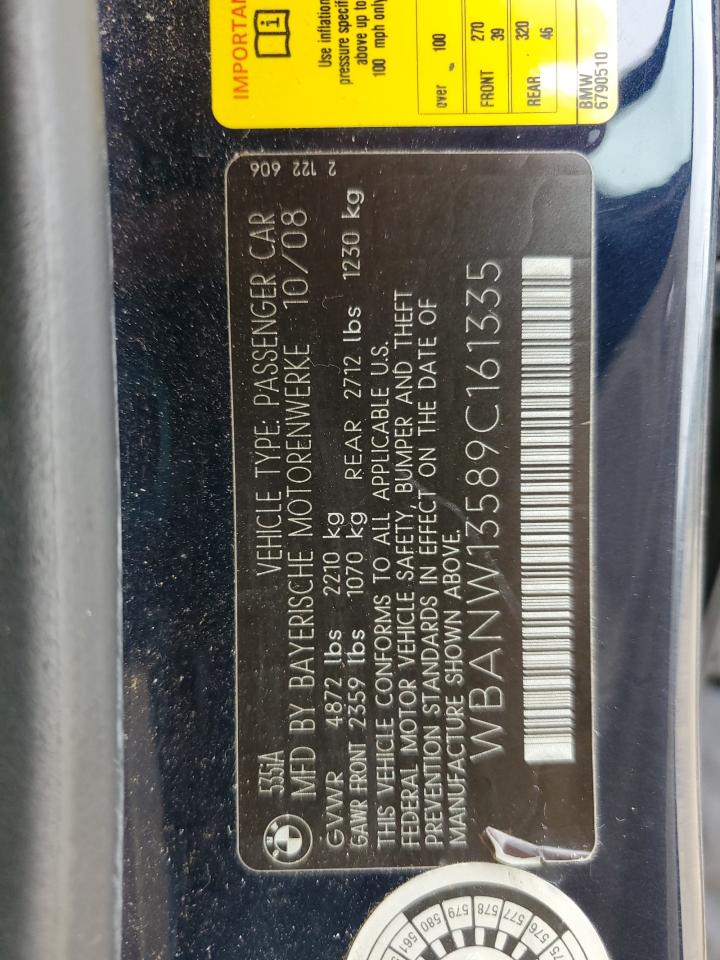 IMPORTAN
Use inflation
pressure specif
above up to
100 mph only
over 100
FRONT 270 39
REAR 320 46
BMW
6790510
2 122 606
535iA VEHICLE TYPE: PASSENGER CAR
MFD BY BAYERISCHE MOTORENWERKE 10/08
GVWR 4872 lbs 2210 kg
GAWR FRONT 2359 lbs 1070 kg REAR 2712 lbs 1230 kg
THIS VEHICLE CONFORMS TO ALL APPLICABLE U.S.
FEDERAL MOTOR VEHICLE SAFETY, BUMPER AND THEFT
PREVENTION STANDARDS IN EFFECT ON THE DATE OF
MANUFACTURE SHOWN ABOVE.
WBANW13589C161335
561
580
579
578
577
576
575